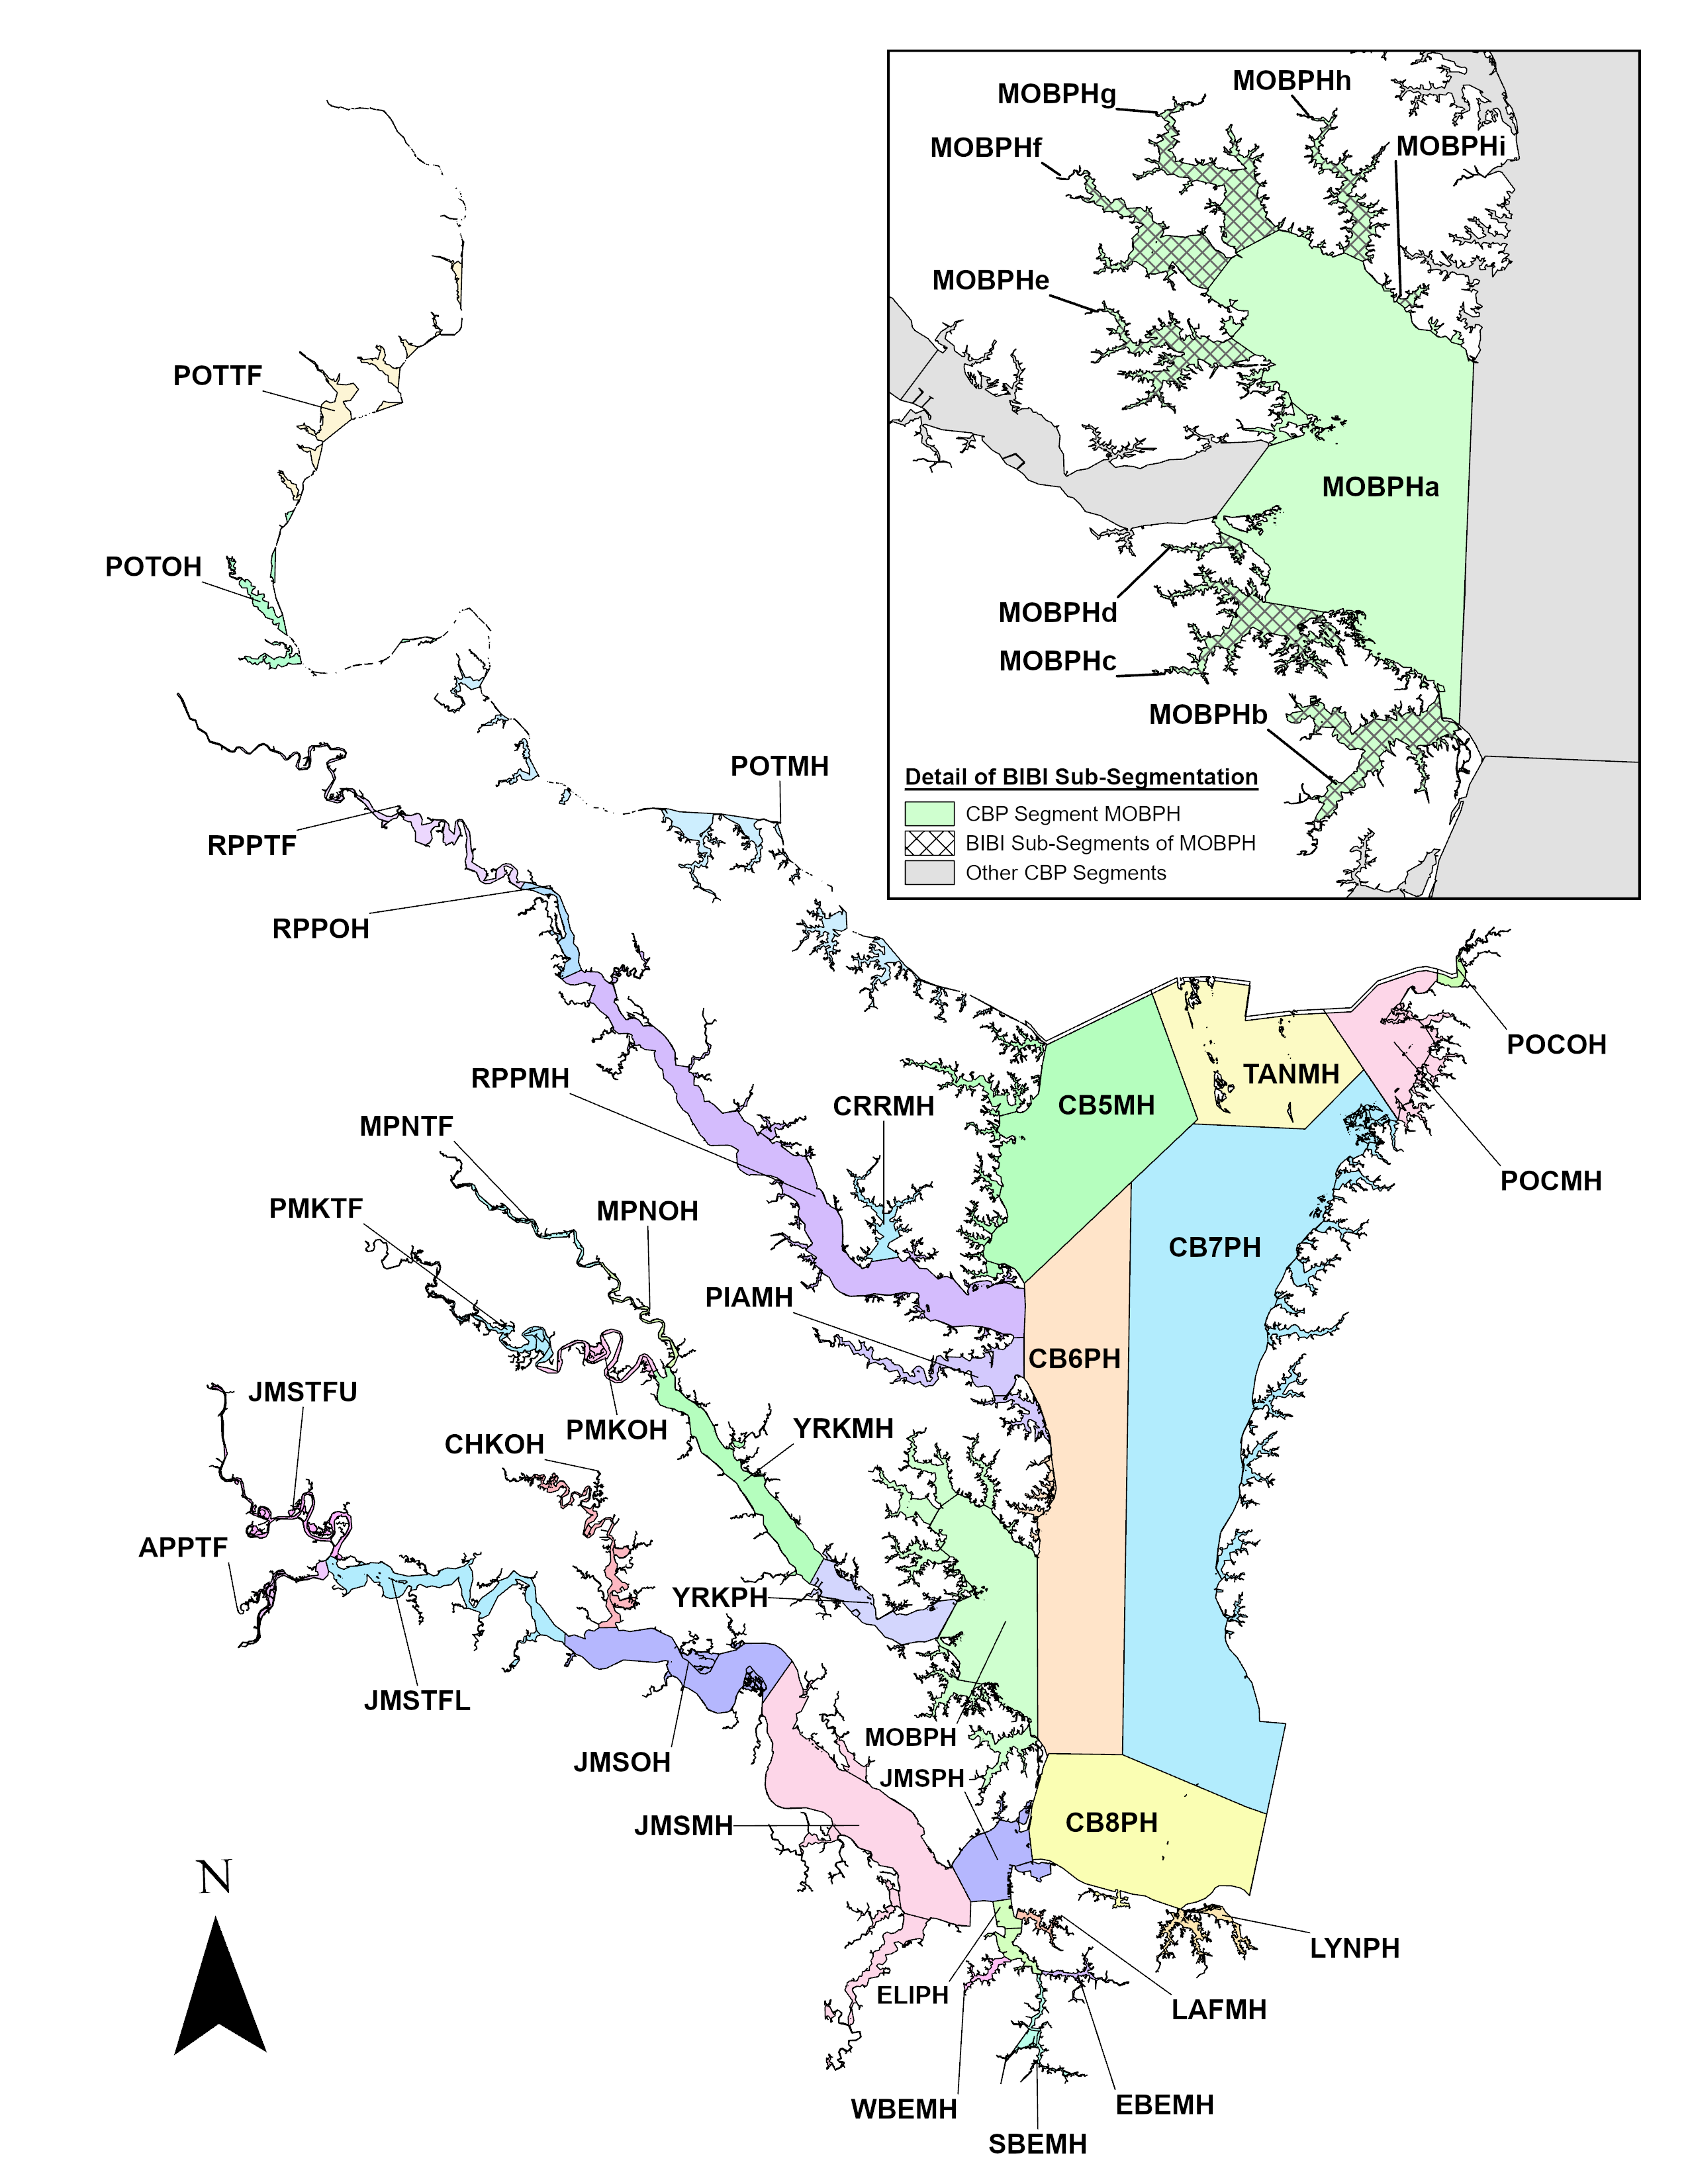 MOBPHg
MOBPHh
MOBPHf
MOBPHi
MOBPHe
MOBPHa
MOBPHd
MOBPHc
MOBPHb
Detail of BIBI Sub-Segmentation
CBP Segment MOBPH
BIBI Sub-Segments of MOBPH
Other CBP Segments
POTTF
POTOH
POTMH
RPPTF
RPPOH
POCOH
TANMH
RPPMH
CB5MH
CRRMH
MPNTF
POCMH
PMKTF
MPNOH
CB7PH
PIAMH
CB6PH
JMSTFU
PMKOH
YRKMH
CHKOH
APPTF
YRKPH
JMSTFL
MOBPH
JMSOH
JMSPH
CB8PH
JMSMH
N
LYNPH
ELIPH
LAFMH
EBEMH
WBEMH
SBEMH